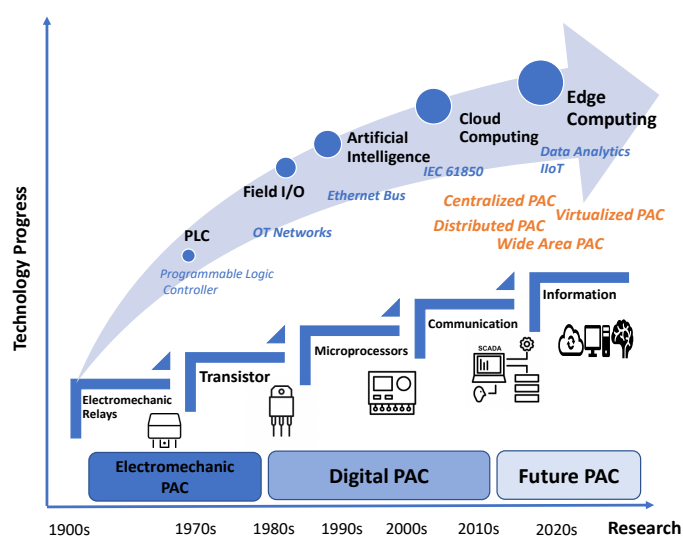 Technology Progress
Edge
Computing
Cloud
Computing
Artificial
Intelligence
Data Analytics
IIoT
IEC 61850
Field I/O
Ethernet Bus
Centralized PAC
Virtualized PAC
Distributed PAC
Wide Area PAC
PLC
OT Networks
Programmable Logic
Controller
Information
Communication
Microprocessors
SCADA
Transistor
Electromechanic
Relays
Electromechanic
PAC
Digital PAC
Future PAC
1900s
1970s
1980s
1990s
2000s
2010s
2020s
Research